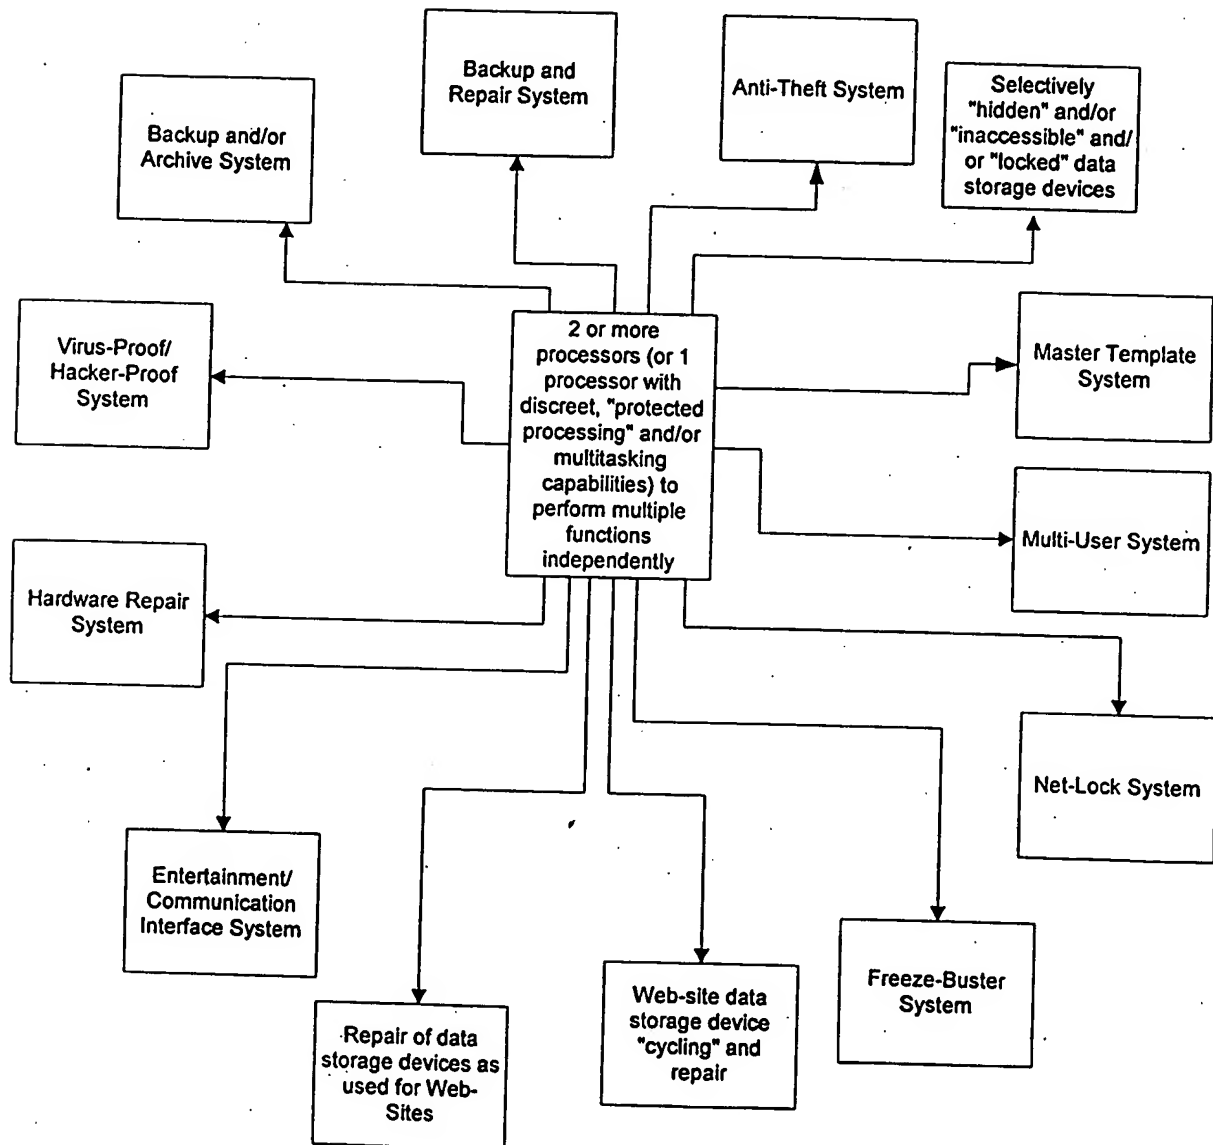 Backup and
Repair System
Anti-Theft System
Selectively
"hidden" and/or
"inaccessible" and/
or "locked" data
storage devices
Backup and/or
Archive System
Virus-Proof/
Hacker-Proof
System
2 or more
processors (or 1
processor with
discreet, "protected
processing" and/or
multitasking
capabilities) to
perform multiple
functions
independently
Master Template
System
Multi-User System
Hardware Repair
System
Net-Lock System
Entertainment/
Communication
Interface System
Freeze-Buster
System
Web-site data
storage device
"cycling" and
repair
Repair of data
storage devices as
used for Web-
Sites